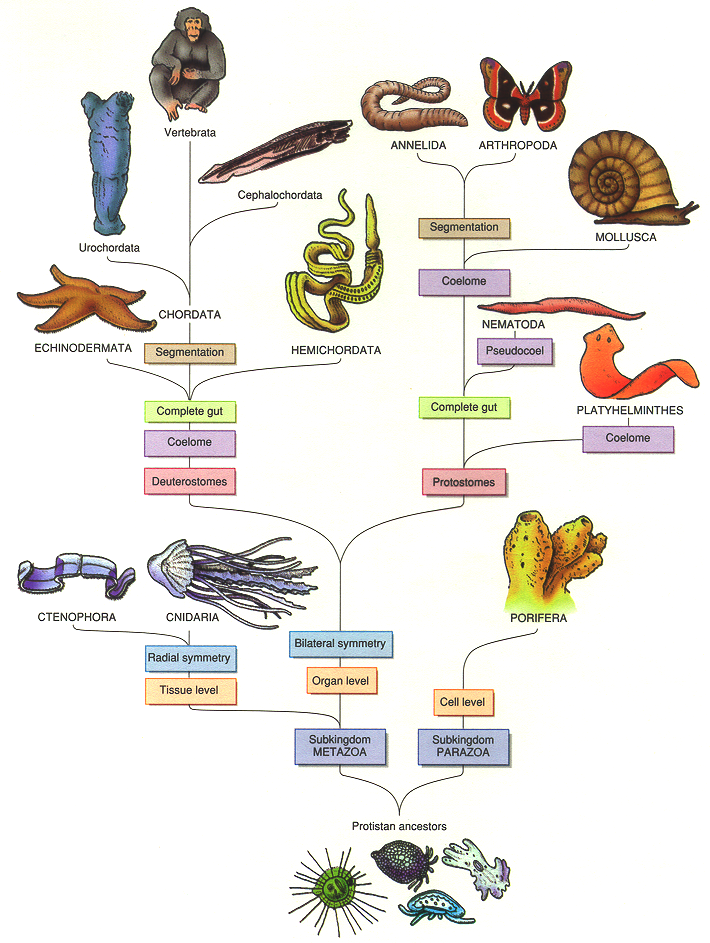 Vertebrata
ANNELIDA
ARTHROPODA
Cephalochordata
Segmentation
MOLLUSCA
Urochordata
Coelome
CHORDATA
NEMATODA
ECHINODERMATA
Segmentation
HEMICHORDATA
Pseudocoel
Complete gut
Complete gut
PLATYHELMINTHES
Coelome
Coelome
Deuterostomes
Protostomes
CTENOPHORA
CNIDARIA
PORIFERA
Bilateral symmetry
Radial symmetry
Organ level
Tissue level
Cell level
Subkingdom
METAZOA
Subkingdom
PARAZOA
Protistan ancestors